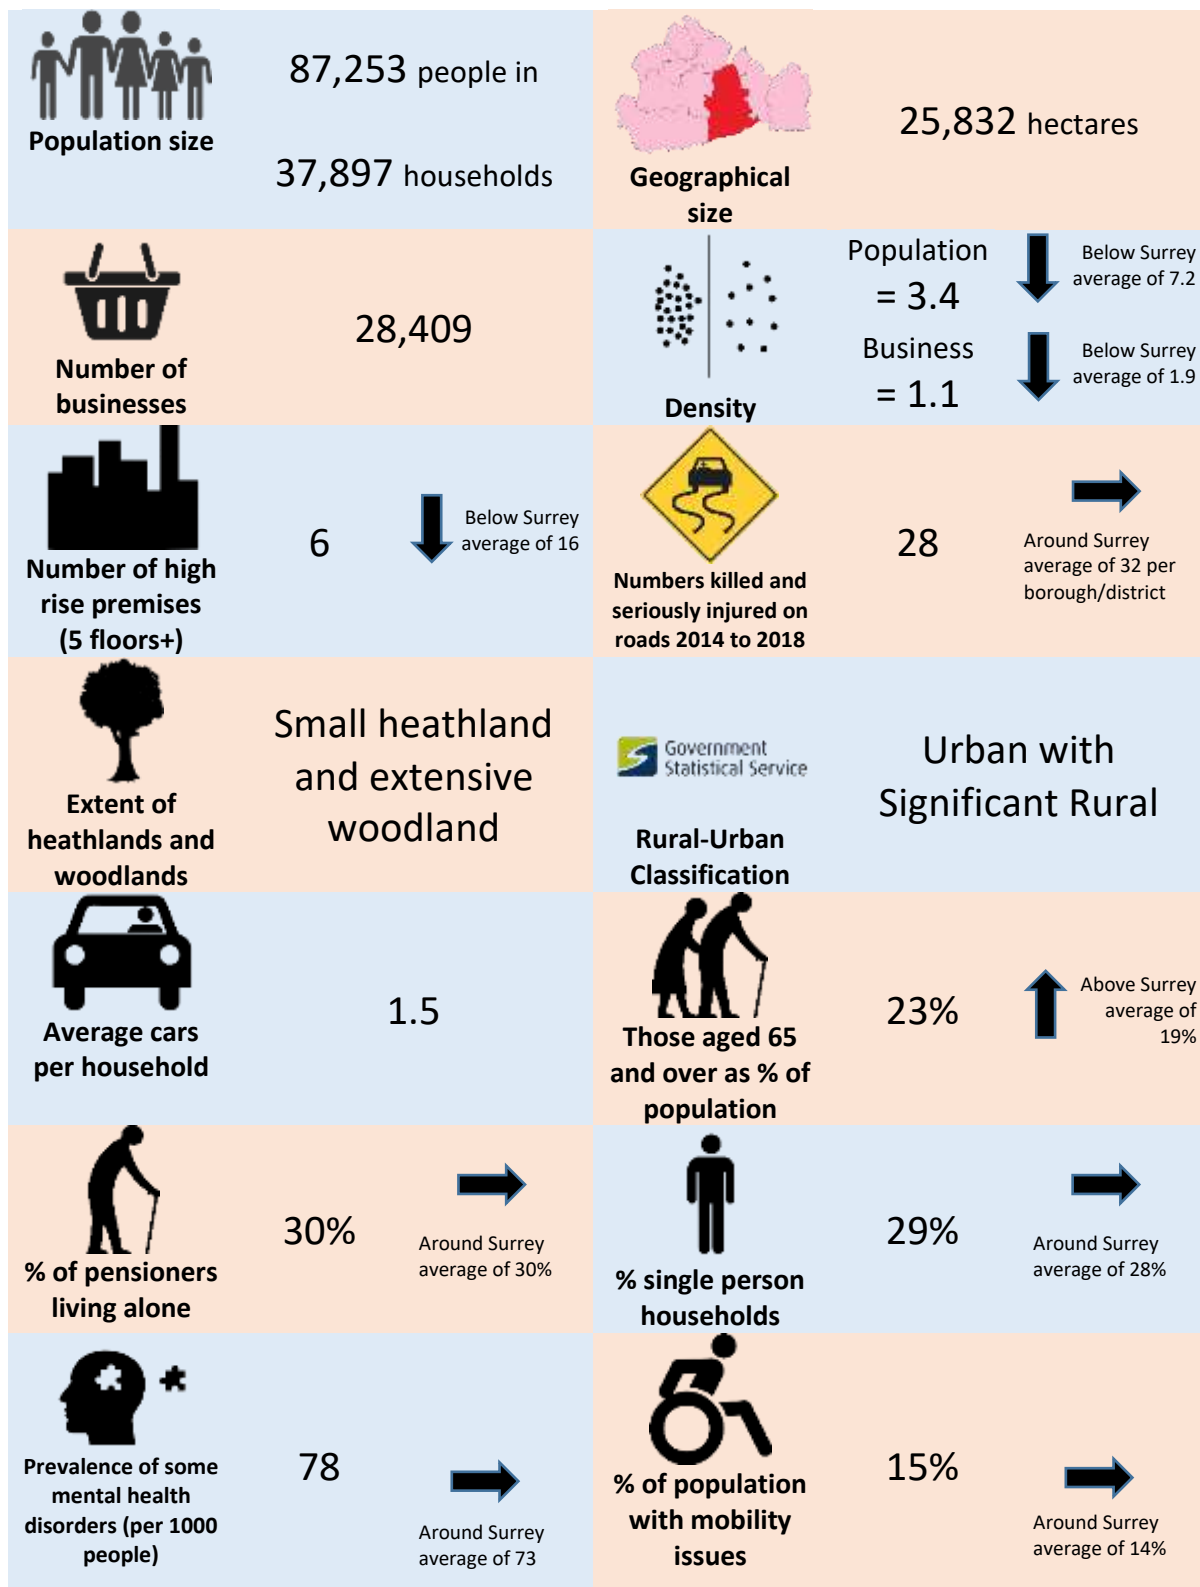 87,253 people in
37,897 households
Population size
25,832 hectares
Geographical
size
Number of
businesses
28,409
Density
Population
= 3.4
Below Surrey
average of 7.2
Business
= 1.1
Below Surrey
average of 1.9
Number of high
rise premises
(5 floors+)
6
Below Surrey
average of 16
Numbers killed and
seriously injured on
roads 2014 to 2018
28
Around Surrey
average of 32 per
borough/district
Extent of
heathlands and
woodlands
Small heathland
and extensive
woodland
Government
Statistical Service
Rural-Urban
Classification
Urban with
Significant Rural
Average cars
per household
1.5
Those aged 65
and over as % of
population
23%
Above Surrey
average of
19%
% of pensioners
living alone
30%
Around Surrey
average of 30%
% single person
households
29%
Around Surrey
average of 28%
Prevalence of some
mental health
disorders (per 1000
people)
78
Around Surrey
average of 73
% of population
with mobility
issues
15%
Around Surrey
average of 14%